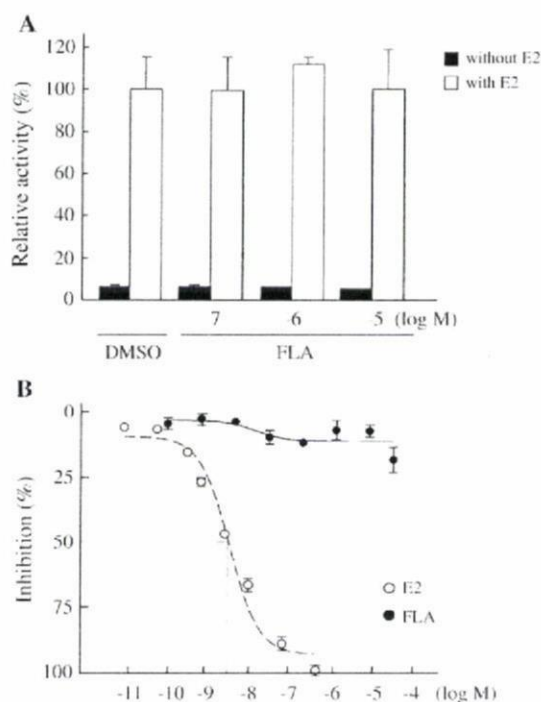 A
Relative activity (%)
120
100
80
60
40
20
0
without E2
with E2
7 -6 -5 (log M)
DMSO FLA
B
Inhibition (%)
0
25
50
75
100
E2
FLA
-11 -10 -9 -8 -7 -6 -5 -4 (log M)